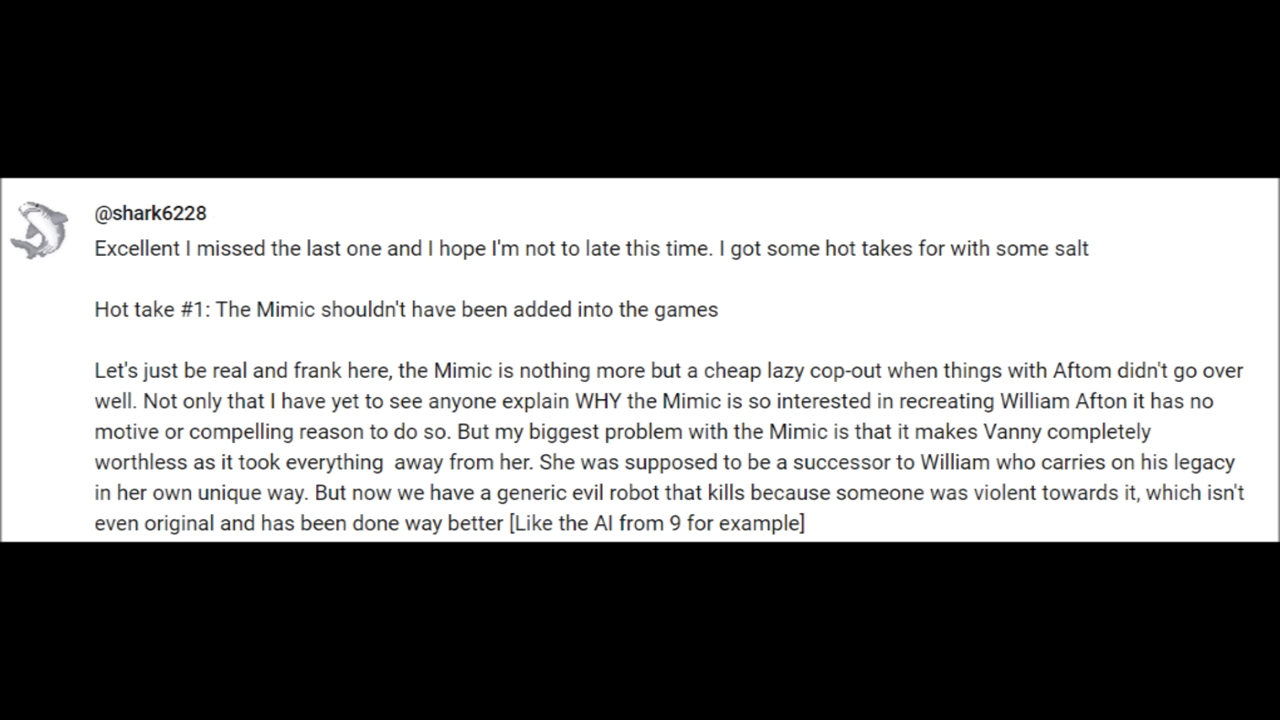 @shark6228
Excellent I missed the last one and I hope I'm not to late this time. I got some hot takes for with some salt
Hot take #1: The Mimic shouldn't have been added into the games
Let's just be real and frank here, the Mimic is nothing more but a cheap lazy cop-out when things with Aftom didn't go over
well. Not only that I have yet to see anyone explain WHY the Mimic is so interested in recreating William Afton it has no
motive or compelling reason to do so. But my biggest problem with the Mimic is that it makes Vanny completely
worthless as it took everything  away from her. She was supposed to be a successor to William who carries on his legacy
in her own unique way. But now we have a generic evil robot that kills because someone was violent towards it, which isn't
even original and has been done way better [Like the AI from 9 for example]